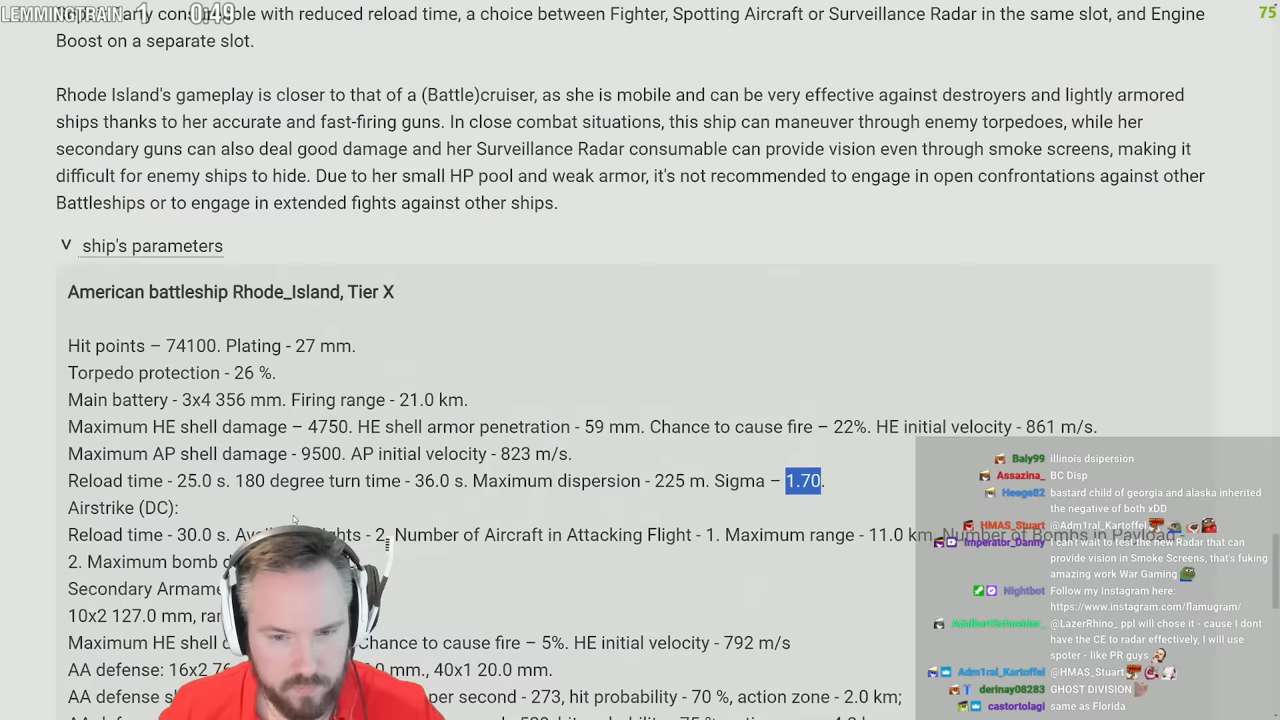 LEMMINGTRAIN 1 0:49
75
with reduced reload time, a choice between Fighter, Spotting Aircraft or Surveillance Radar in the same slot, and Engine
Boost on a separate slot.
Rhode Island's gameplay is closer to that of a (Battle)cruiser, as she is mobile and can be very effective against destroyers and lightly armored
ships thanks to her accurate and fast-firing guns. In close combat situations, this ship can maneuver through enemy torpedoes, while her
secondary guns can also deal good damage and her Surveillance Radar consumable can provide vision even through smoke screens, making it
difficult for enemy ships to hide. Due to her small HP pool and weak armor, it's not recommended to engage in open confrontations against other
Battleships or to engage in extended fights against other ships.
ship's parameters
American battleship Rhode_Island, Tier X
Hit points – 74100. Plating - 27 mm.
Torpedo protection - 26 %.
Main battery - 3x4 356 mm. Firing range - 21.0 km.
Maximum HE shell damage – 4750. HE shell armor penetration - 59 mm. Chance to cause fire – 22%. HE initial velocity - 861 m/s.
Maximum AP shell damage - 9500. AP initial velocity - 823 m/s.
Reload time - 25.0 s. 180 degree turn time - 36.0 s. Maximum dispersion - 225 m. Sigma – 1.70.
Airstrike (DC):
Reload time - 30.0 s. - 2. Number of Aircraft in Attacking Flight - 1. Maximum range - 11.0 km. Number of Bombs in Payload
2. Maximum bomb
Secondary
10x2 127.0 mm,
Maximum HE shell Chance to cause fire – 5%. HE initial velocity - 792 m/s
AA defense: 16x2 mm., 40x1 20.0 mm.
AA defense per second - 273, hit probability - 70 %, action zone - 2.0 km;
Baly99 illinois dsipersion
Assazina_ BC Disp
Heoge82 bastard child of georgia and alaska inherited
the negative of both xDD
HMAS_Stuart @Adm1ral_Kartoffel
Imperator_Danny I can't wait to test the new Radar that can
provide vision in Smoke Screens, that's fuking
amazing work War Gaming
Nightbot Follow my Instagram here:
https://www.instagram.com/flamugram/
@LazerRhino_ ppl will chose it - cause I dont
have the CE to radar effectively, I will use
spoter - like PR guys
Adm1ral_Kartoffel @HMAS_Stuart
derinay08283 GHOST DIVISION
castortolagi same as Florida